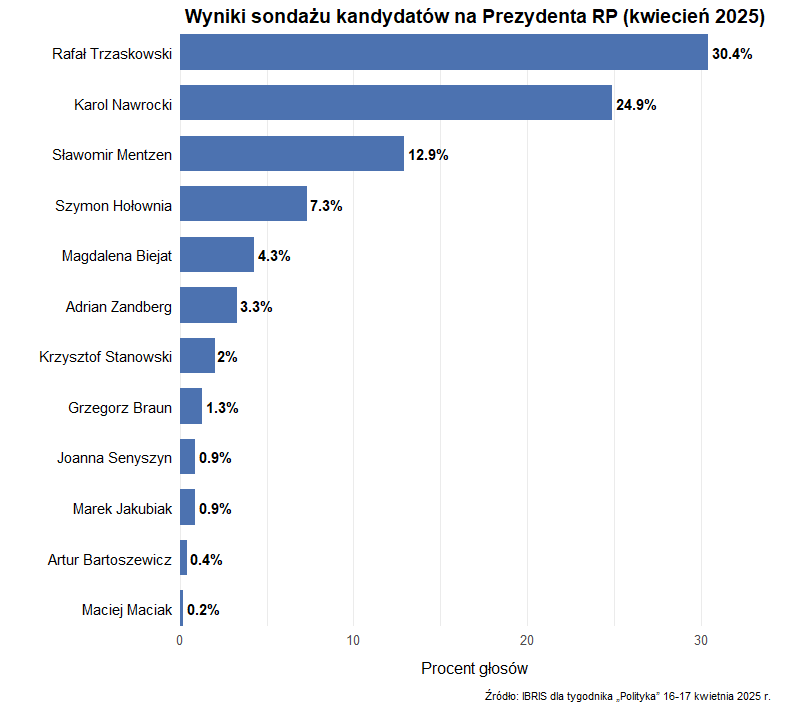 Wyniki sondażu kandydatów na Prezydenta RP (kwiecień 2025)
Rafał Trzaskowski 30.4%
Karol Nawrocki 24.9%
Sławomir Mentzen 12.9%
Szymon Hołownia 7.3%
Magdalena Biejat 4.3%
Adrian Zandberg 3.3%
Krzysztof Stanowski 2%
Grzegorz Braun 1.3%
Joanna Senyszyn 0.9%
Marek Jakubiak 0.9%
Artur Bartoszewicz 0.4%
Maciej Maciak 0.2%
0 10 20 30
Procent głosów
Źródło: IBRIS dla tygodnika „Polityka” 16-17 kwietnia 2025 r.